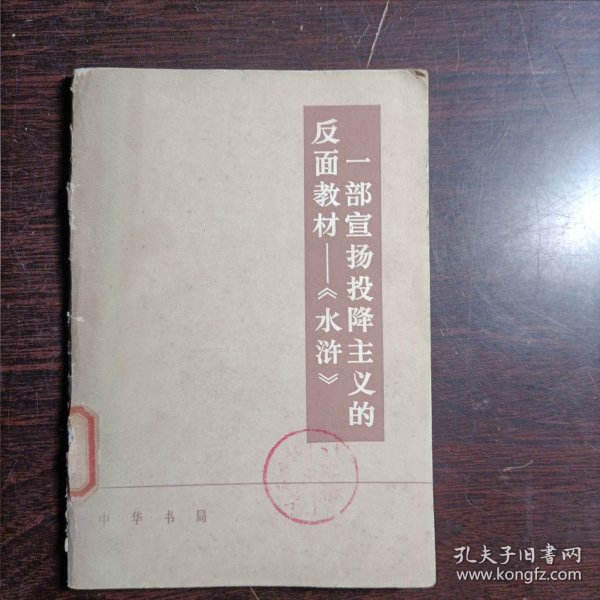 一部宣扬投降主义的
反面教材——《水浒》
中华书局
孔夫子旧书网
www.kongfz.com